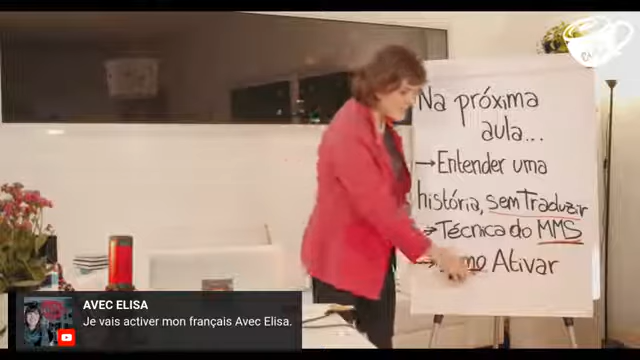 Na próxima
aula...
→Entender uma
história, sem Traduzir
→Técnica do MMS
Ativar
AVEC ELISA
Je vais activer mon français Avec Elisa.